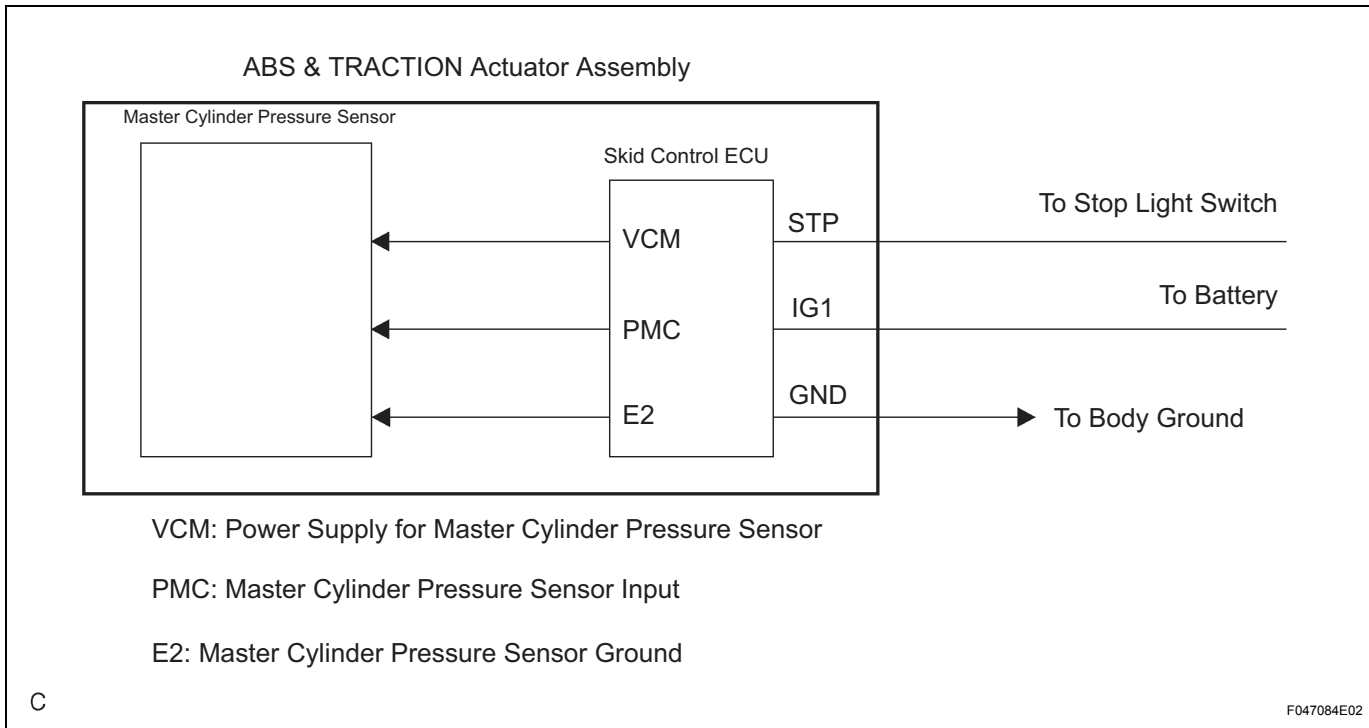 ABS & TRACTION Actuator Assembly
Master Cylinder Pressure Sensor
Skid Control ECU
VCM
STP
To Stop Light Switch
PMC
IG1
To Battery
E2
GND
To Body Ground
VCM: Power Supply for Master Cylinder Pressure Sensor
PMC: Master Cylinder Pressure Sensor Input
E2: Master Cylinder Pressure Sensor Ground
C
F047084E02